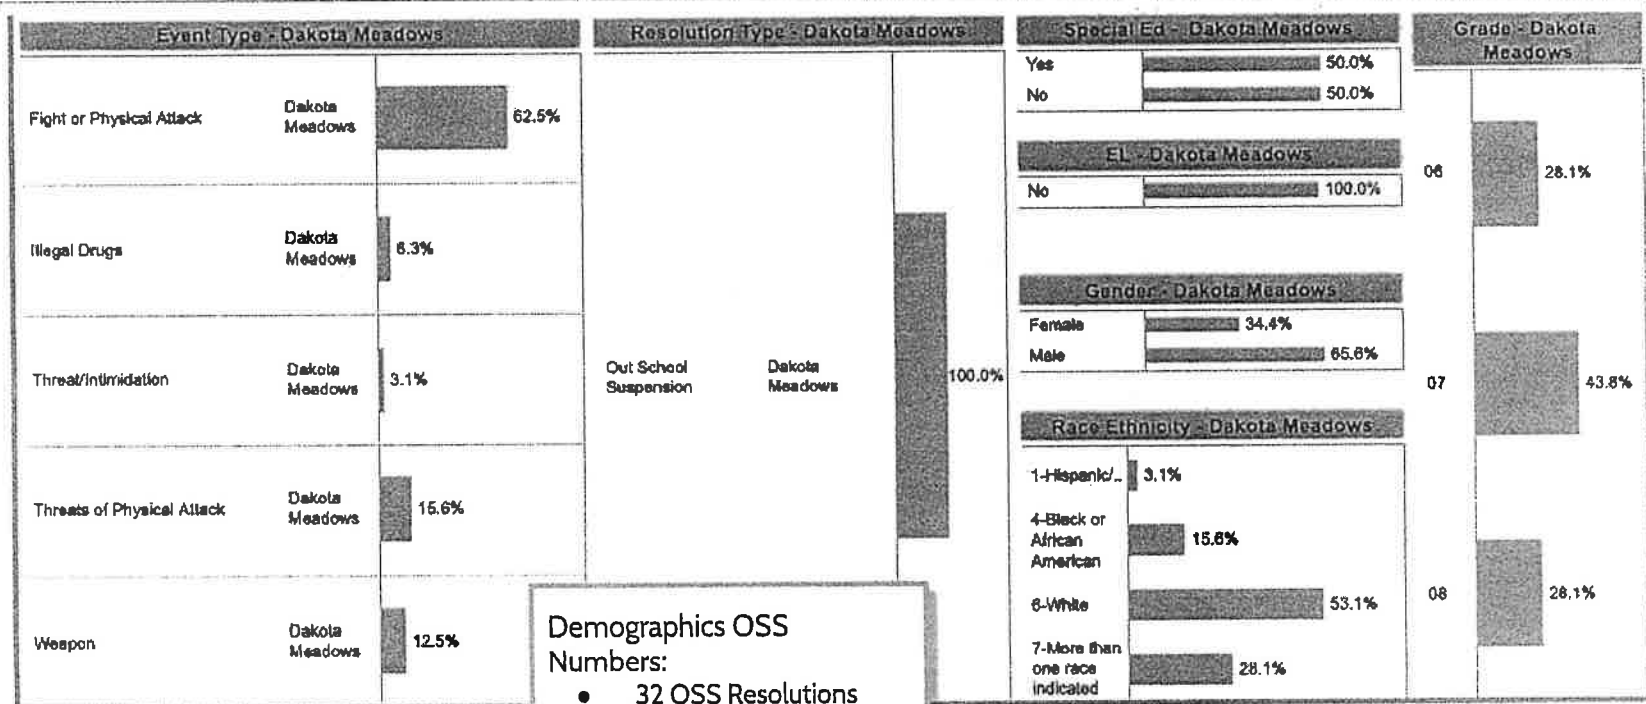 Event Type - Dakota Meadows
Fight or Physical Attack
Dakota
Meadows
62.5%
Illegal Drugs
Dakota
Meadows
6.3%
Threat/Intimidation
Dakota
Meadows
3.1%
Threats of Physical Attack
Dakota
Meadows
15.6%
Weapon
Dakota
Meadows
12.5%
Resolution Type - Dakota Meadows
Out School
Suspension
Dakota
Meadows
100.0%
Demographics OSS
Numbers:
• 32 OSS Resolutions
Special Ed - Dakota Meadows
Yes 50.0%
No 50.0%
EL - Dakota Meadows
No 100.0%
Gender - Dakota Meadows
Female 34.4%
Male 65.6%
Race Ethnicity - Dakota Meadows
1-Hispanic/.. 3.1%
4-Black or
African
American
15.6%
6-White 53.1%
7-More than
one race
indicated
28.1%
Grade - Dakota
Meadows
06 28.1%
07 43.8%
08 28.1%